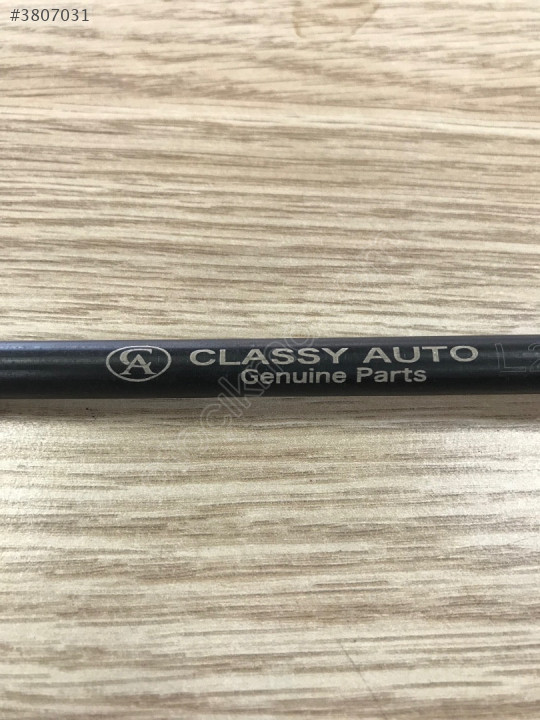 #3807031
CA CLASSY AUTO
Genuine Parts